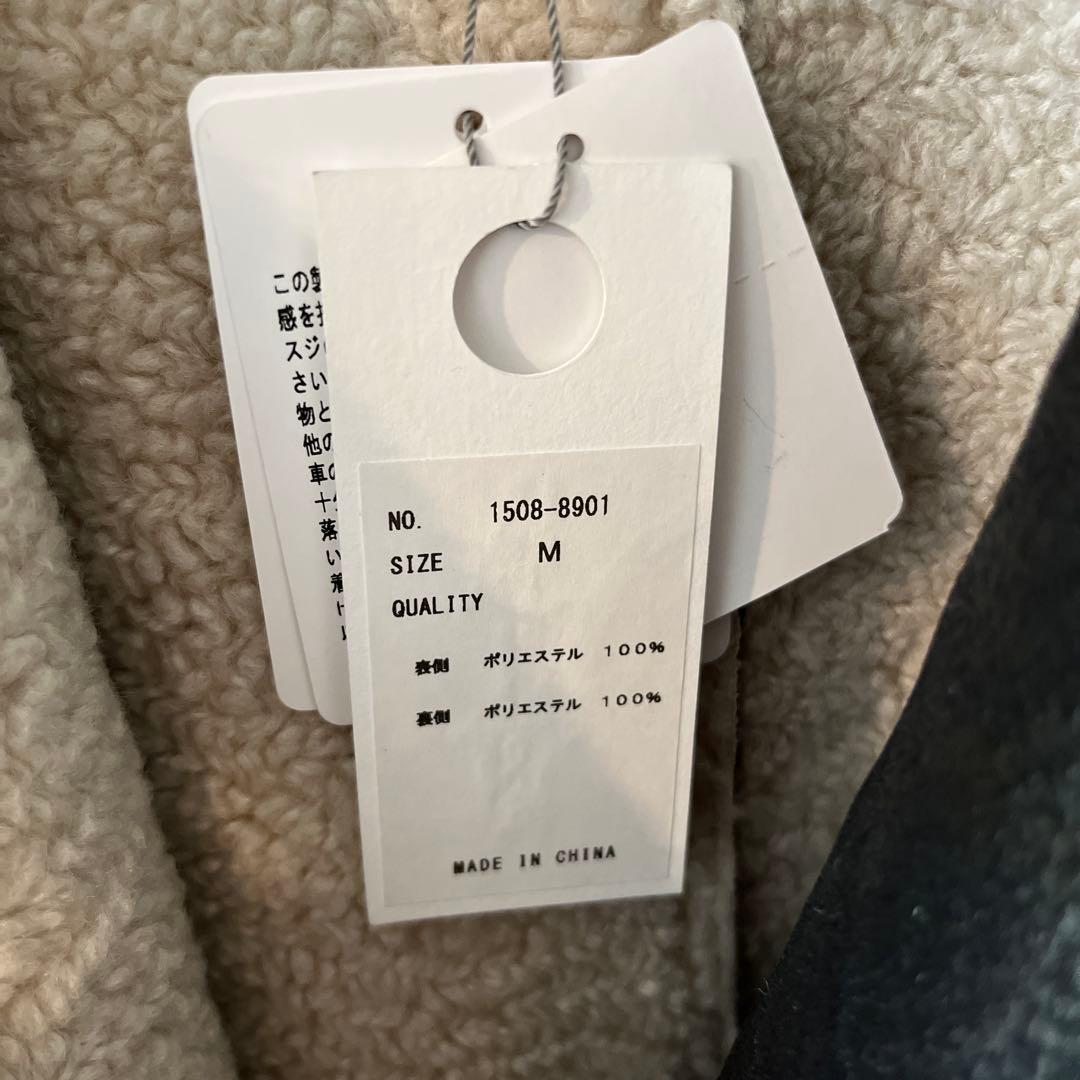 NO. 1508-8901
SIZE M
QUALITY
表側 ポリエステル 100%
裏側 ポリエステル 100%
MADE IN CHINA
この製
感を
スジ
さい
物と
他の
車の
十分
落
い
着